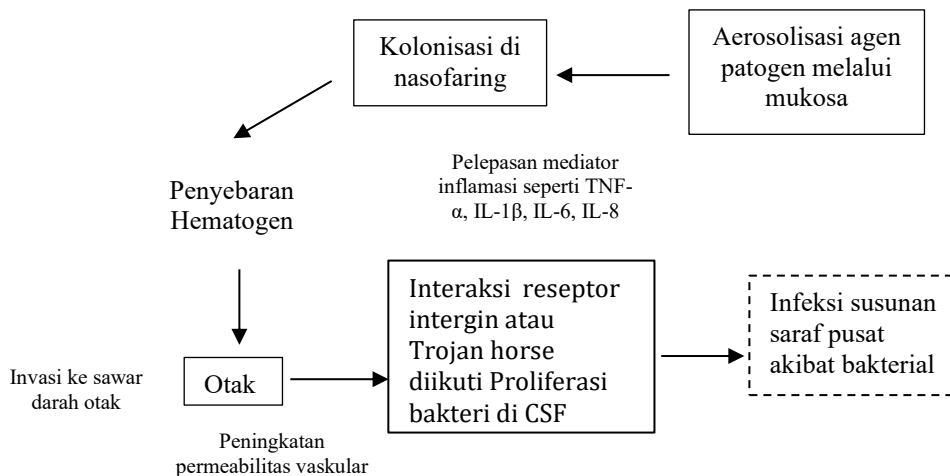 Kolonisasi di
nasofaring
Aerosolisasi agen
patogen melalui
mukosa
Pelepasan mediator
inflamasi seperti TNF-
α, IL-1β, IL-6, IL-8
Penyebaran
Hematogen
Interaksi reseptor
intergin atau
Trojan horse
diikuti Proliferasi
bakteri di CSF
Infeksi susunan
saraf pusat
akibat bakterial
Invasi ke sawar
darah otak
Otak
Peningkatan
permeabilitas vaskular